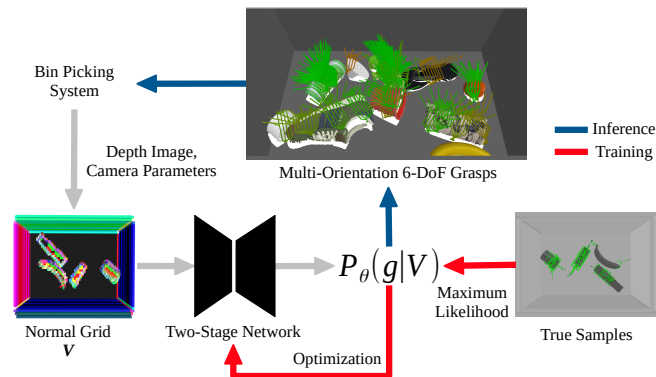 Bin Picking
System
Depth Image,
Camera Parameters
Multi-Orientation 6-DoF Grasps
Inference
Training
Normal Grid
V
Two-Stage Network
P_θ(g|V)
Maximum
Likelihood
True Samples
Optimization